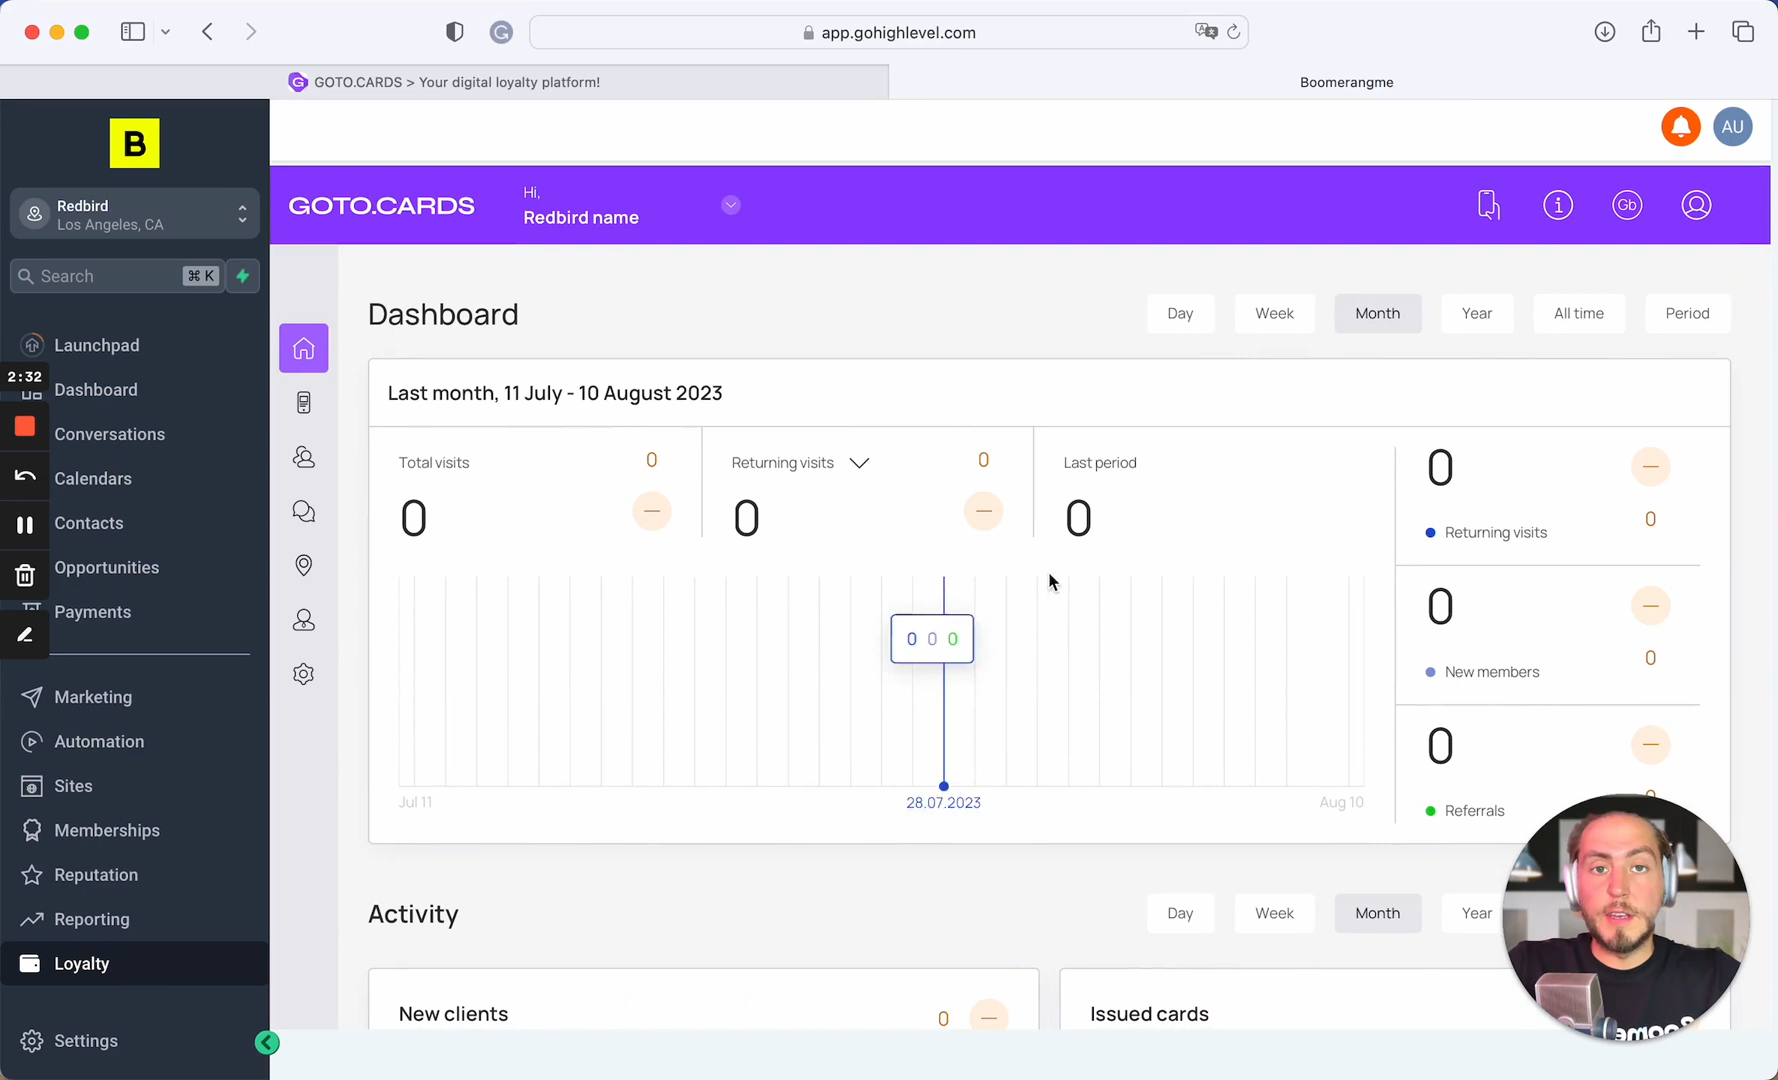 app.gohighlevel.com
GOTO.CARDS > Your digital loyalty platform!
Boomerangme
B
AU
Redbird
Los Angeles, CA
GOTO.CARDS
Hi,
Redbird name
Gb
Search
⌘ K
Launchpad
2:32
Dashboard
Conversations
Calendars
Contacts
Opportunities
Payments
Marketing
Automation
Sites
Memberships
Reputation
Reporting
Loyalty
Settings
Dashboard
Day
Week
Month
Year
All time
Period
Last month, 11 July - 10 August 2023
Total visits
0
0
Returning visits
0
0
Last period
0
0
0
Returning visits
0
0
New members
0
Referrals
0 0 0
Jul 11
28.07.2023
Aug 10
Activity
Day
Week
Month
Year
New clients
0
Issued cards